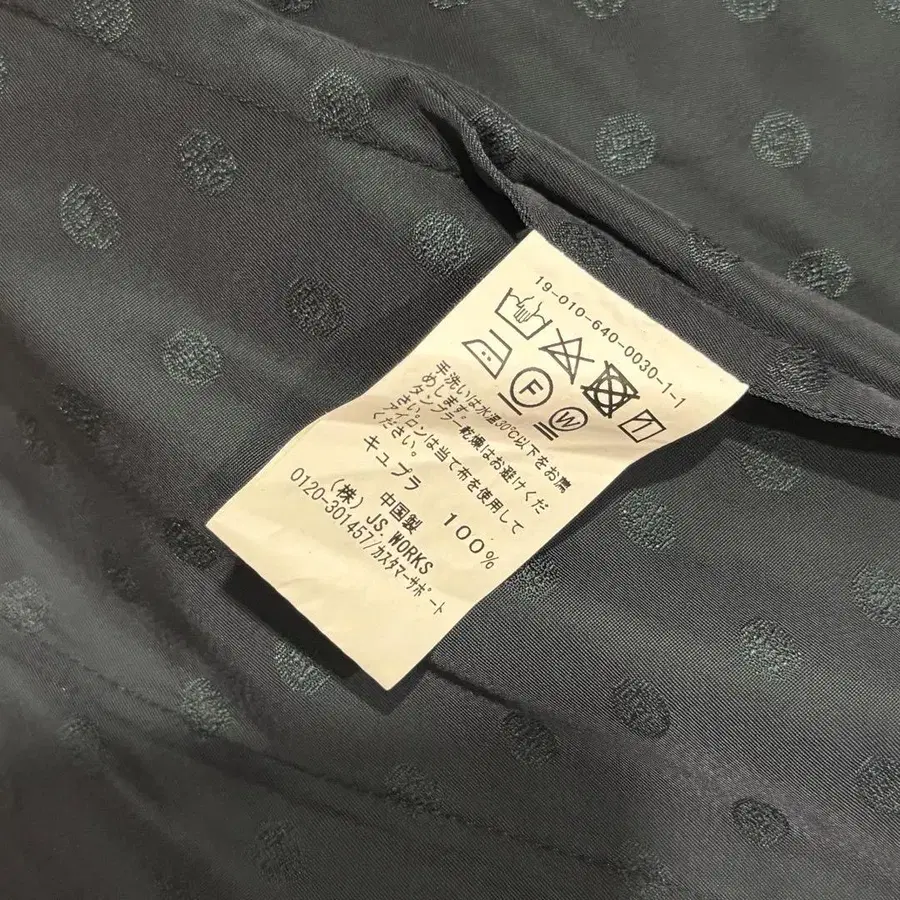 19-010-640-0030-1-1
F W
手洗いは水温30℃以下をお薦
めします。
タンブラー乾燥はお避けくだ
さい。
アイロンは当て布を使用して
ください。
キュプラ 100%
中国製
(株) JS WORKS
0120-301457/カスタマーサポート